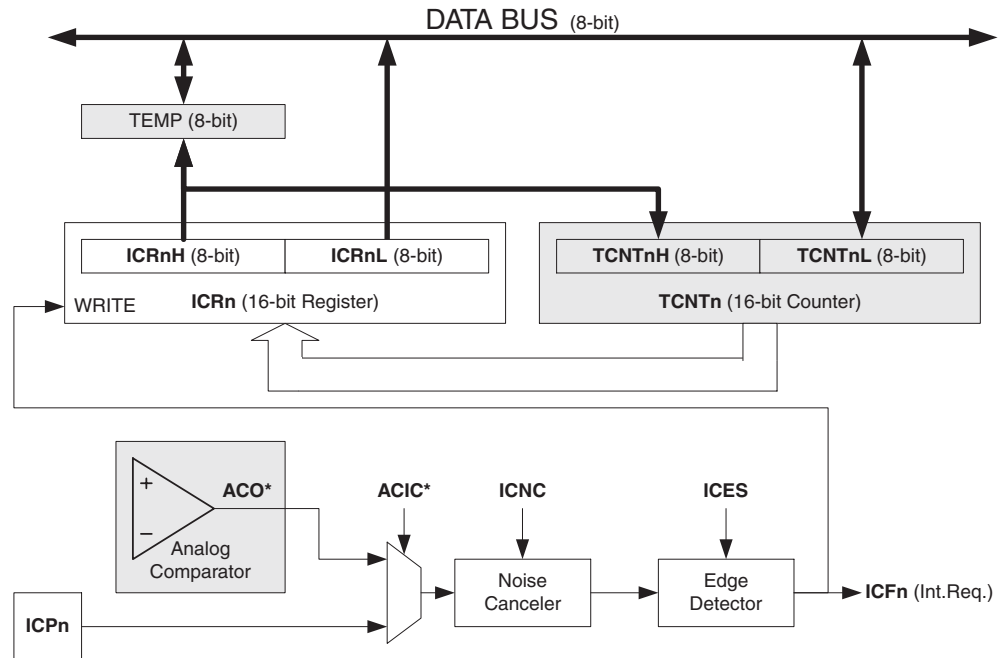 DATA BUS (8-bit)
TEMP (8-bit)
ICRnH (8-bit)
ICRnL (8-bit)
TCNTnH (8-bit)
TCNTnL (8-bit)
WRITE
ICRn (16-bit Register)
TCNTn (16-bit Counter)
+
−
ACO*
Analog
Comparator
ACIC*
ICNC
ICES
Noise
Canceler
Edge
Detector
ICFn (Int.Req.)
ICPn